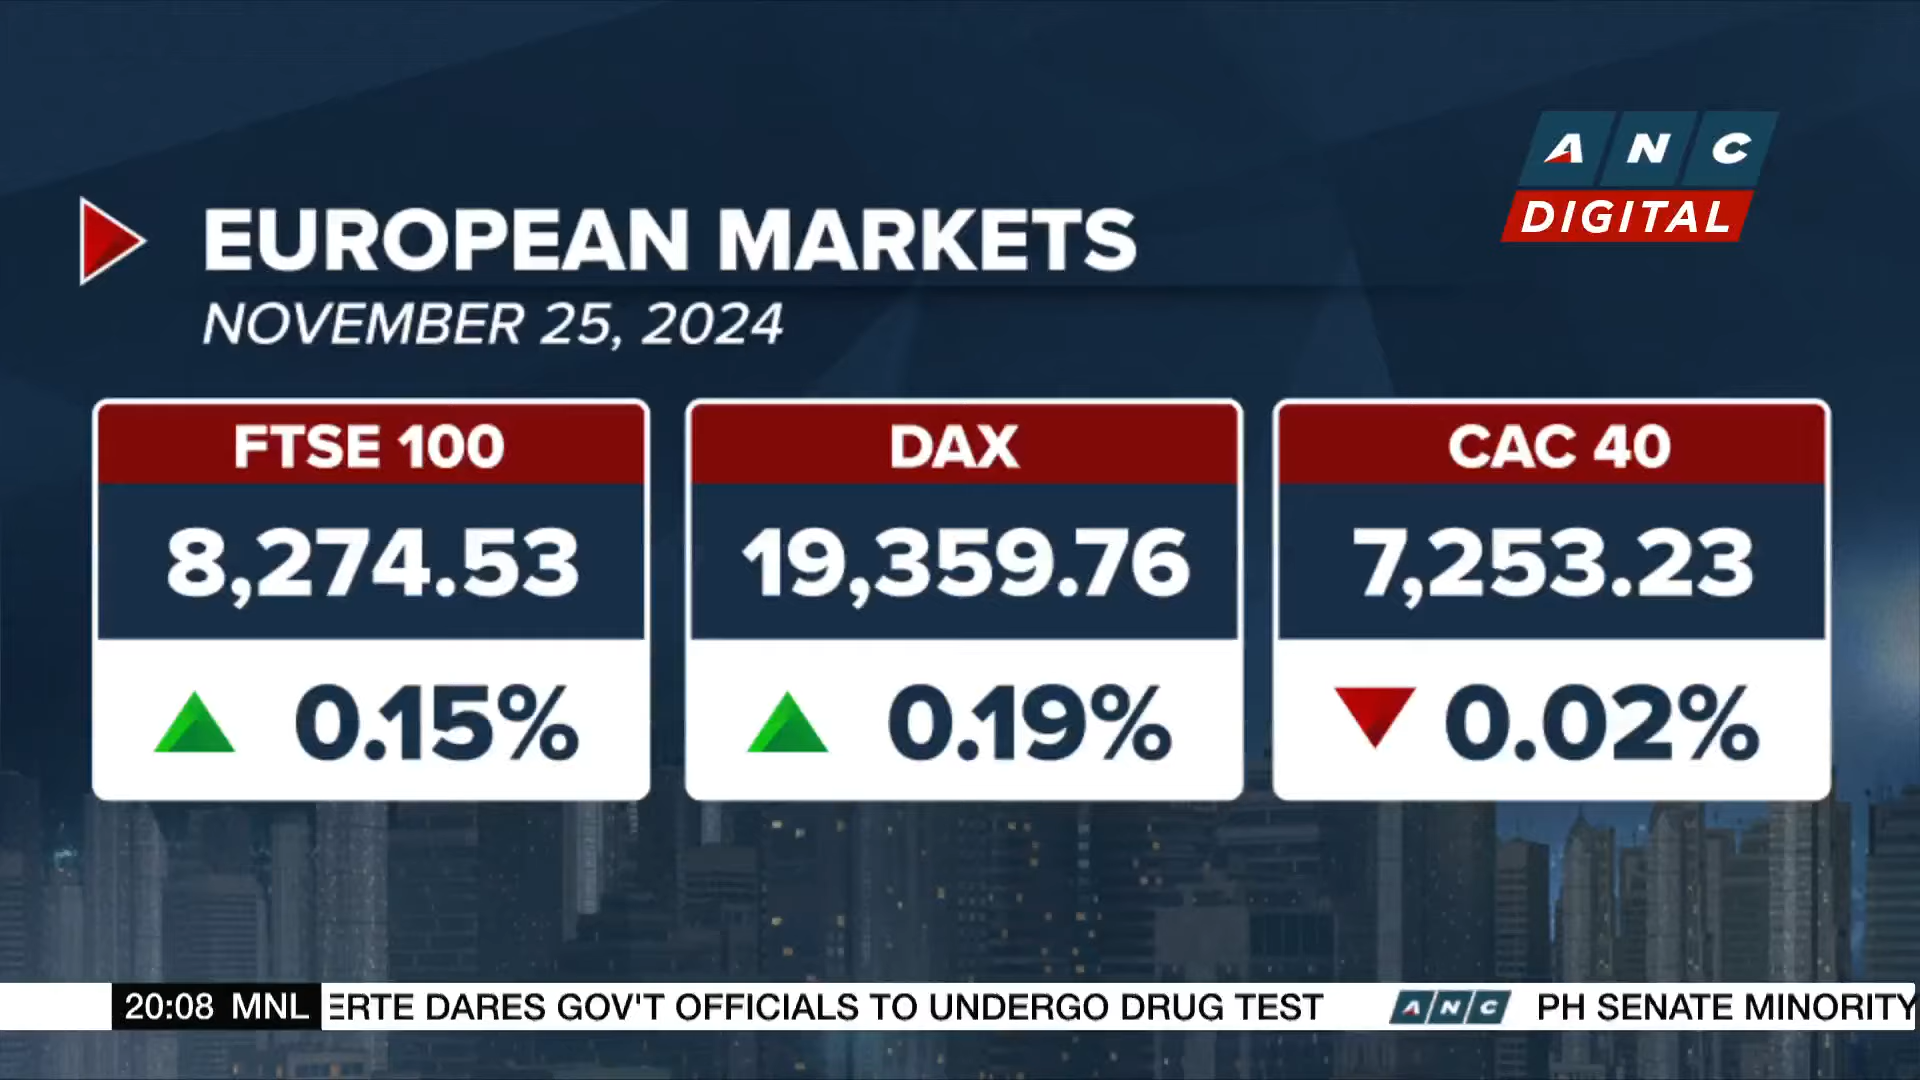 ANC
DIGITAL
EUROPEAN MARKETS
NOVEMBER 25, 2024
FTSE 100
8,274.53
0.15%
DAX
19,359.76
0.19%
CAC 40
7,253.23
0.02%
20:08 MNL ERTE DARES GOV'T OFFICIALS TO UNDERGO DRUG TEST ANC PH SENATE MINORITY